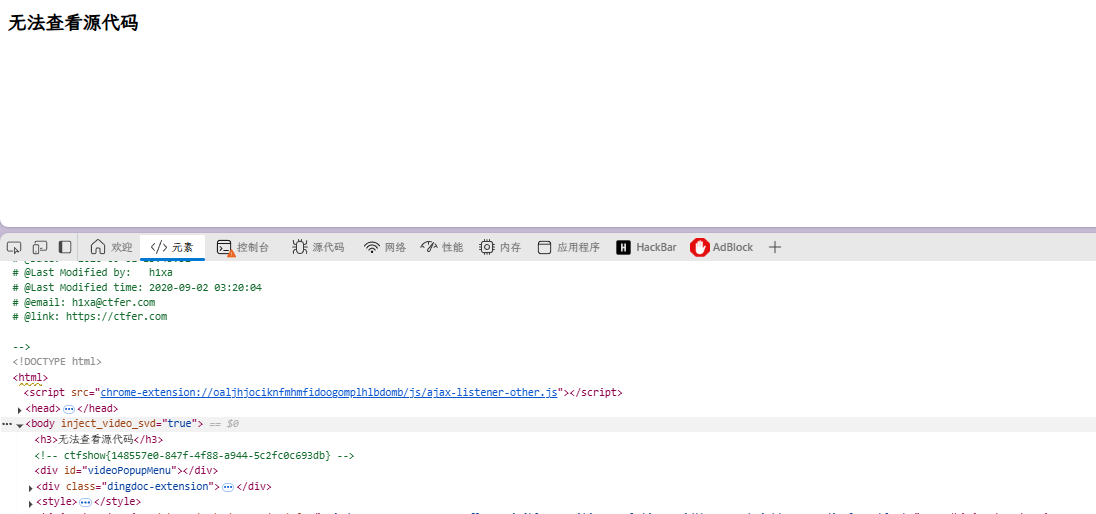 无法查看源代码
欢迎 元素 控制台 源代码 网络 性能 内存 应用程序 H HackBar AdBlock
# @Last Modified by:   h1xa
# @Last Modified time: 2020-09-02 03:20:04
# @email: h1xa@ctfer.com
# @link: https://ctfer.com
-->
<!DOCTYPE html>
<html>
<script src="chrome-extension://oaljhjociknfmhmfidoogomplhlbdomb/js/ajax-listener-other.js"></script>
<head>…</head>
<body inject_video_svd="true"> == $0
<h3>无法查看源代码</h3>
<!-- ctfshow{148557e0-847f-4f88-a944-5c2fc0c693db} -->
<div id="videoPopupMenu"></div>
<div class="dingdoc-extension">…</div>
<style>…</style>